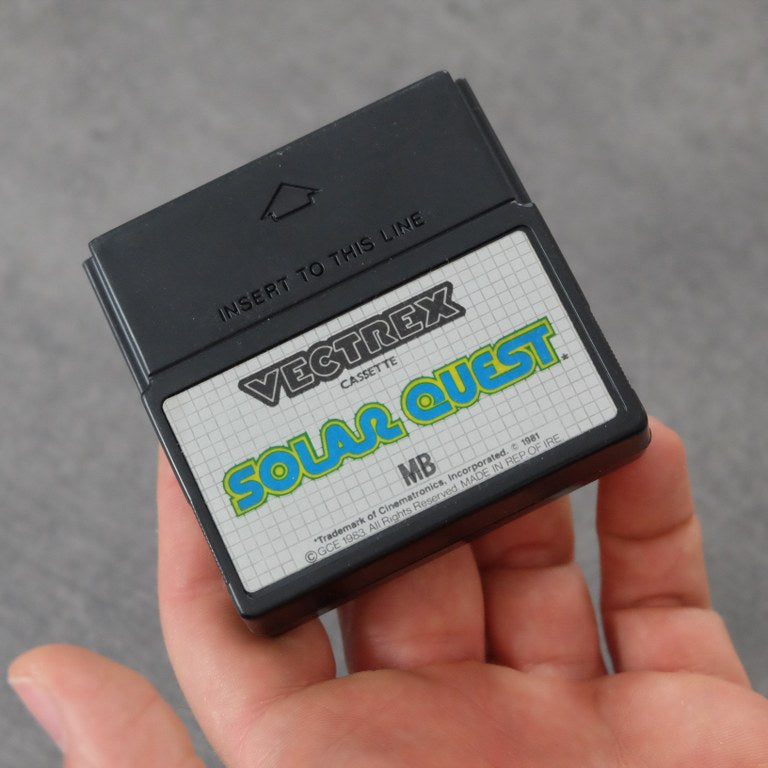 INSERT TO THIS LINE
VECTREX
CASSETTE
SOLAR QUEST*
MB
*Trademark of Cinematronics, Incorporated. © 1981
©GCE 1983. All Rights Reserved. MADE IN REP OF IRE